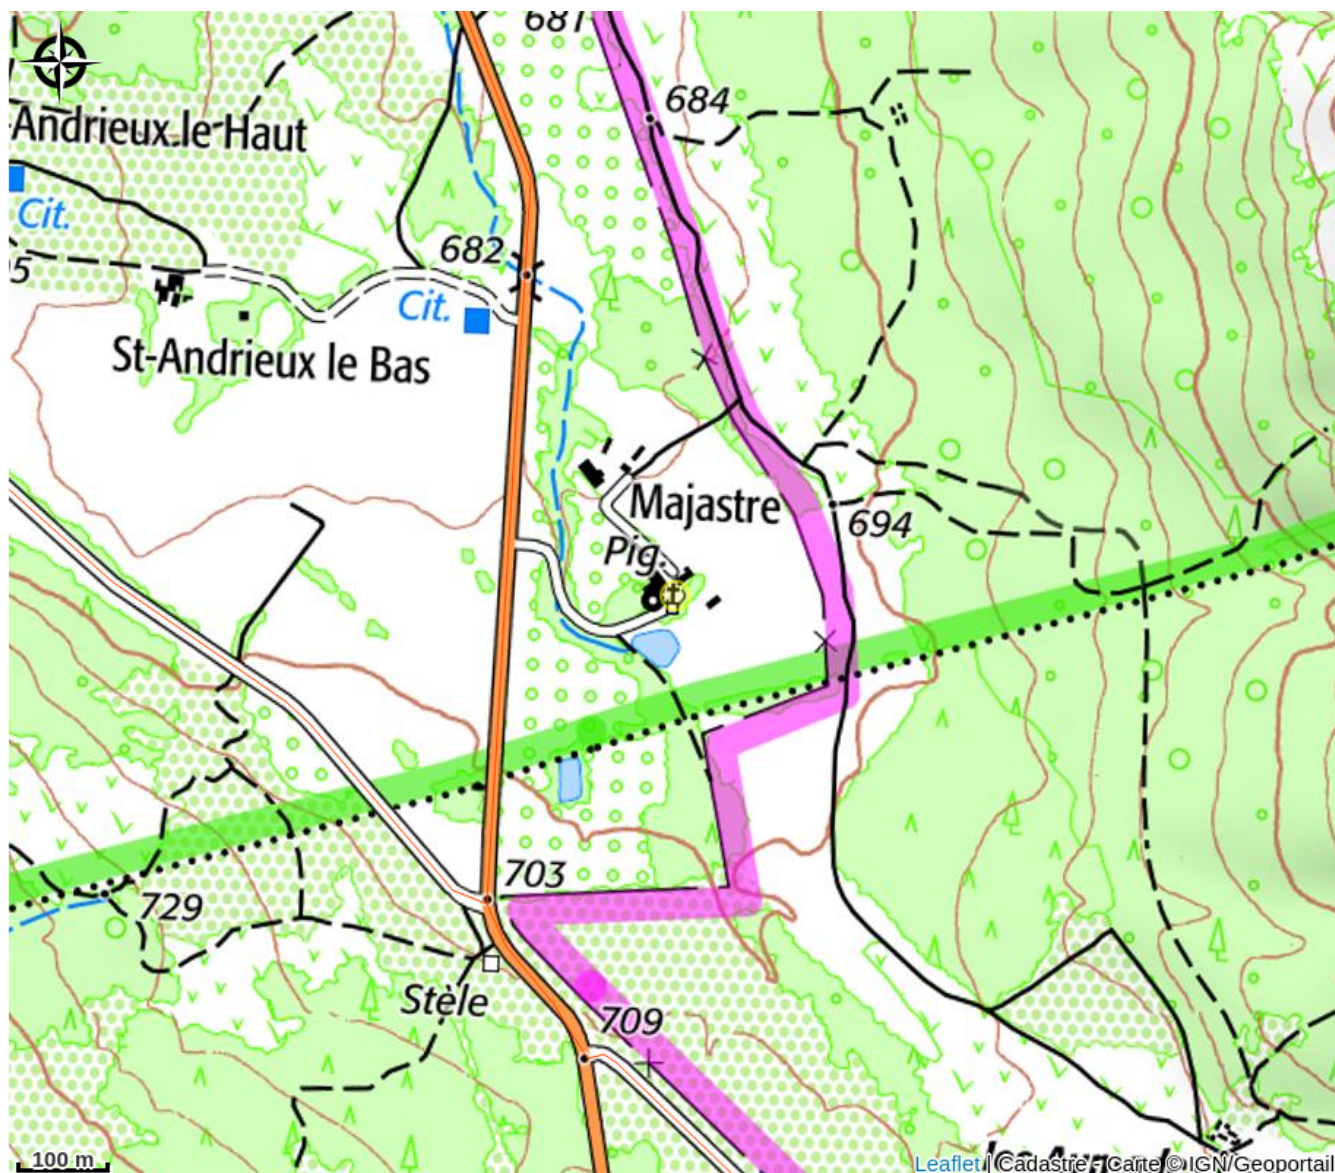 681
684
-Andrieux le Haut
Cit.
682
5
Cit.
St-Andrieux le Bas
Majastre
694
Pig.
703
729
Stèle
709
100 m
Leaflet | Cadastre - Carte © IGN/Geoportail